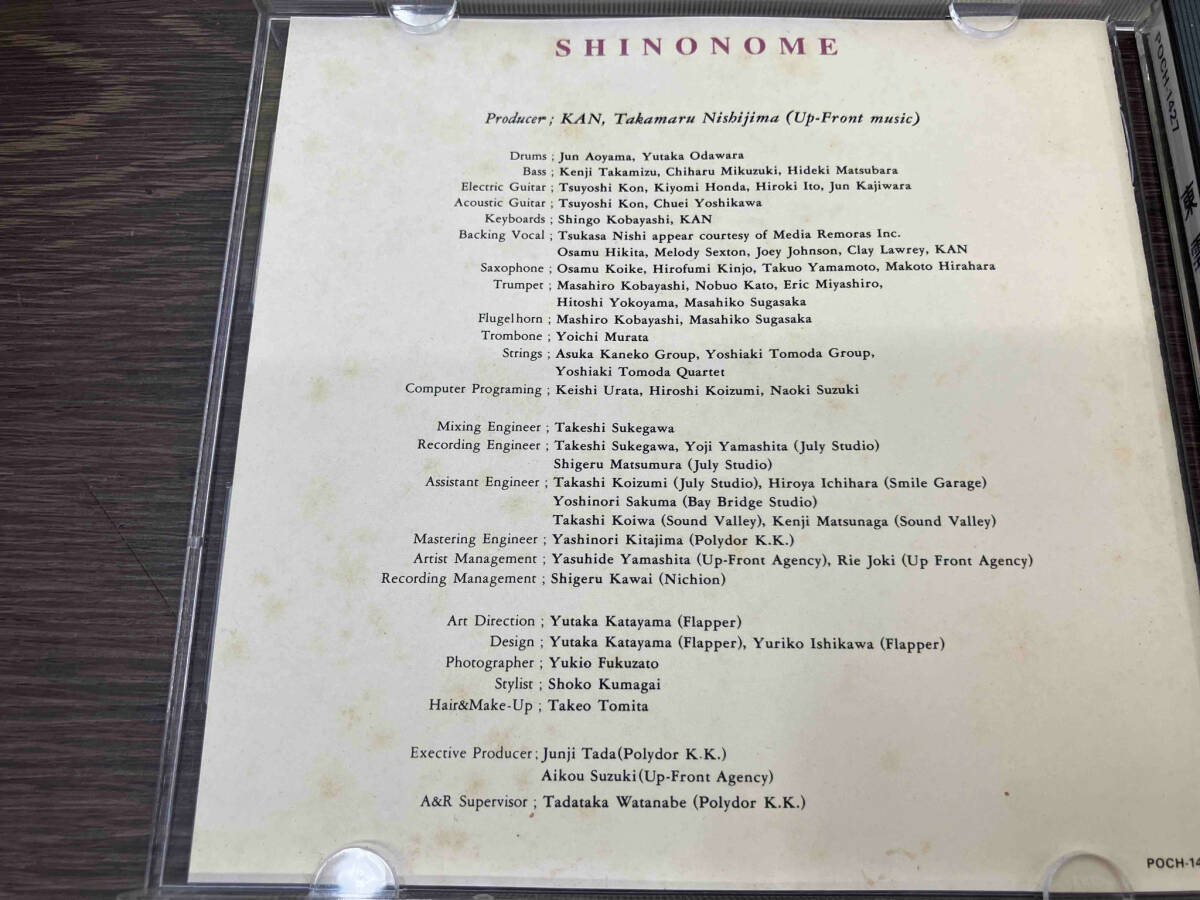 SHINONOME
Producer ; KAN, Takamaru Nishijima (Up-Front music)
Drums ; Jun Aoyama, Yutaka Odawara
Bass ; Kenji Takamizu, Chiharu Mikuzuki, Hideki Matsubara
Electric Guitar ; Tsuyoshi Kon, Kiyomi Honda, Hiroki Ito, Jun Kajiwara
Acoustic Guitar ; Tsuyoshi Kon, Chuei Yoshikawa
Keyboards ; Shingo Kobayashi, KAN
Backing Vocal ; Tsukasa Nishi appear courtesy of Media Remoras Inc.
Osamu Hikita, Melody Sexton, Joey Johnson, Clay Lawrey, KAN
Saxophone ; Osamu Koike, Hirofumi Kinjo, Takuo Yamamoto, Makoto Hirahara
Trumpet ; Masahiro Kobayashi, Nobuo Kato, Eric Miyashiro,
Hitoshi Yokoyama, Masahiko Sugasaka
Flugelhorn ; Mashiro Kobayashi, Masahiko Sugasaka
Trombone ; Yoichi Murata
Strings ; Asuka Kaneko Group, Yoshiaki Tomoda Group,
Yoshiaki Tomoda Quartet
Computer Programing ; Keishi Urata, Hiroshi Koizumi, Naoki Suzuki
Mixing Engineer ; Takeshi Sukegawa
Recording Engineer ; Takeshi Sukegawa, Yoji Yamashita (July Studio)
Shigeru Matsumura (July Studio)
Assistant Engineer ; Takashi Koizumi (July Studio), Hiroya Ichihara (Smile Garage)
Yoshinori Sakuma (Bay Bridge Studio)
Takashi Koiwa (Sound Valley), Kenji Matsunaga (Sound Valley)
Mastering Engineer ; Yashinori Kitajima (Polydor K.K.)
Artist Management ; Yasuhide Yamashita (Up-Front Agency), Rie Joki (Up Front Agency)
Recording Management ; Shigeru Kawai (Nichion)
Art Direction ; Yutaka Katayama (Flapper)
Design ; Yutaka Katayama (Flapper), Yuriko Ishikawa (Flapper)
Photographer ; Yukio Fukuzato
Stylist ; Shoko Kumagai
Hair&Make-Up ; Takeo Tomita
Exective Producer ; Junji Tada(Polydor K.K.)
Aikou Suzuki(Up-Front Agency)
A&R Supervisor ; Tadataka Watanabe (Polydor K.K.)
POCH-14
POCH-1427
東